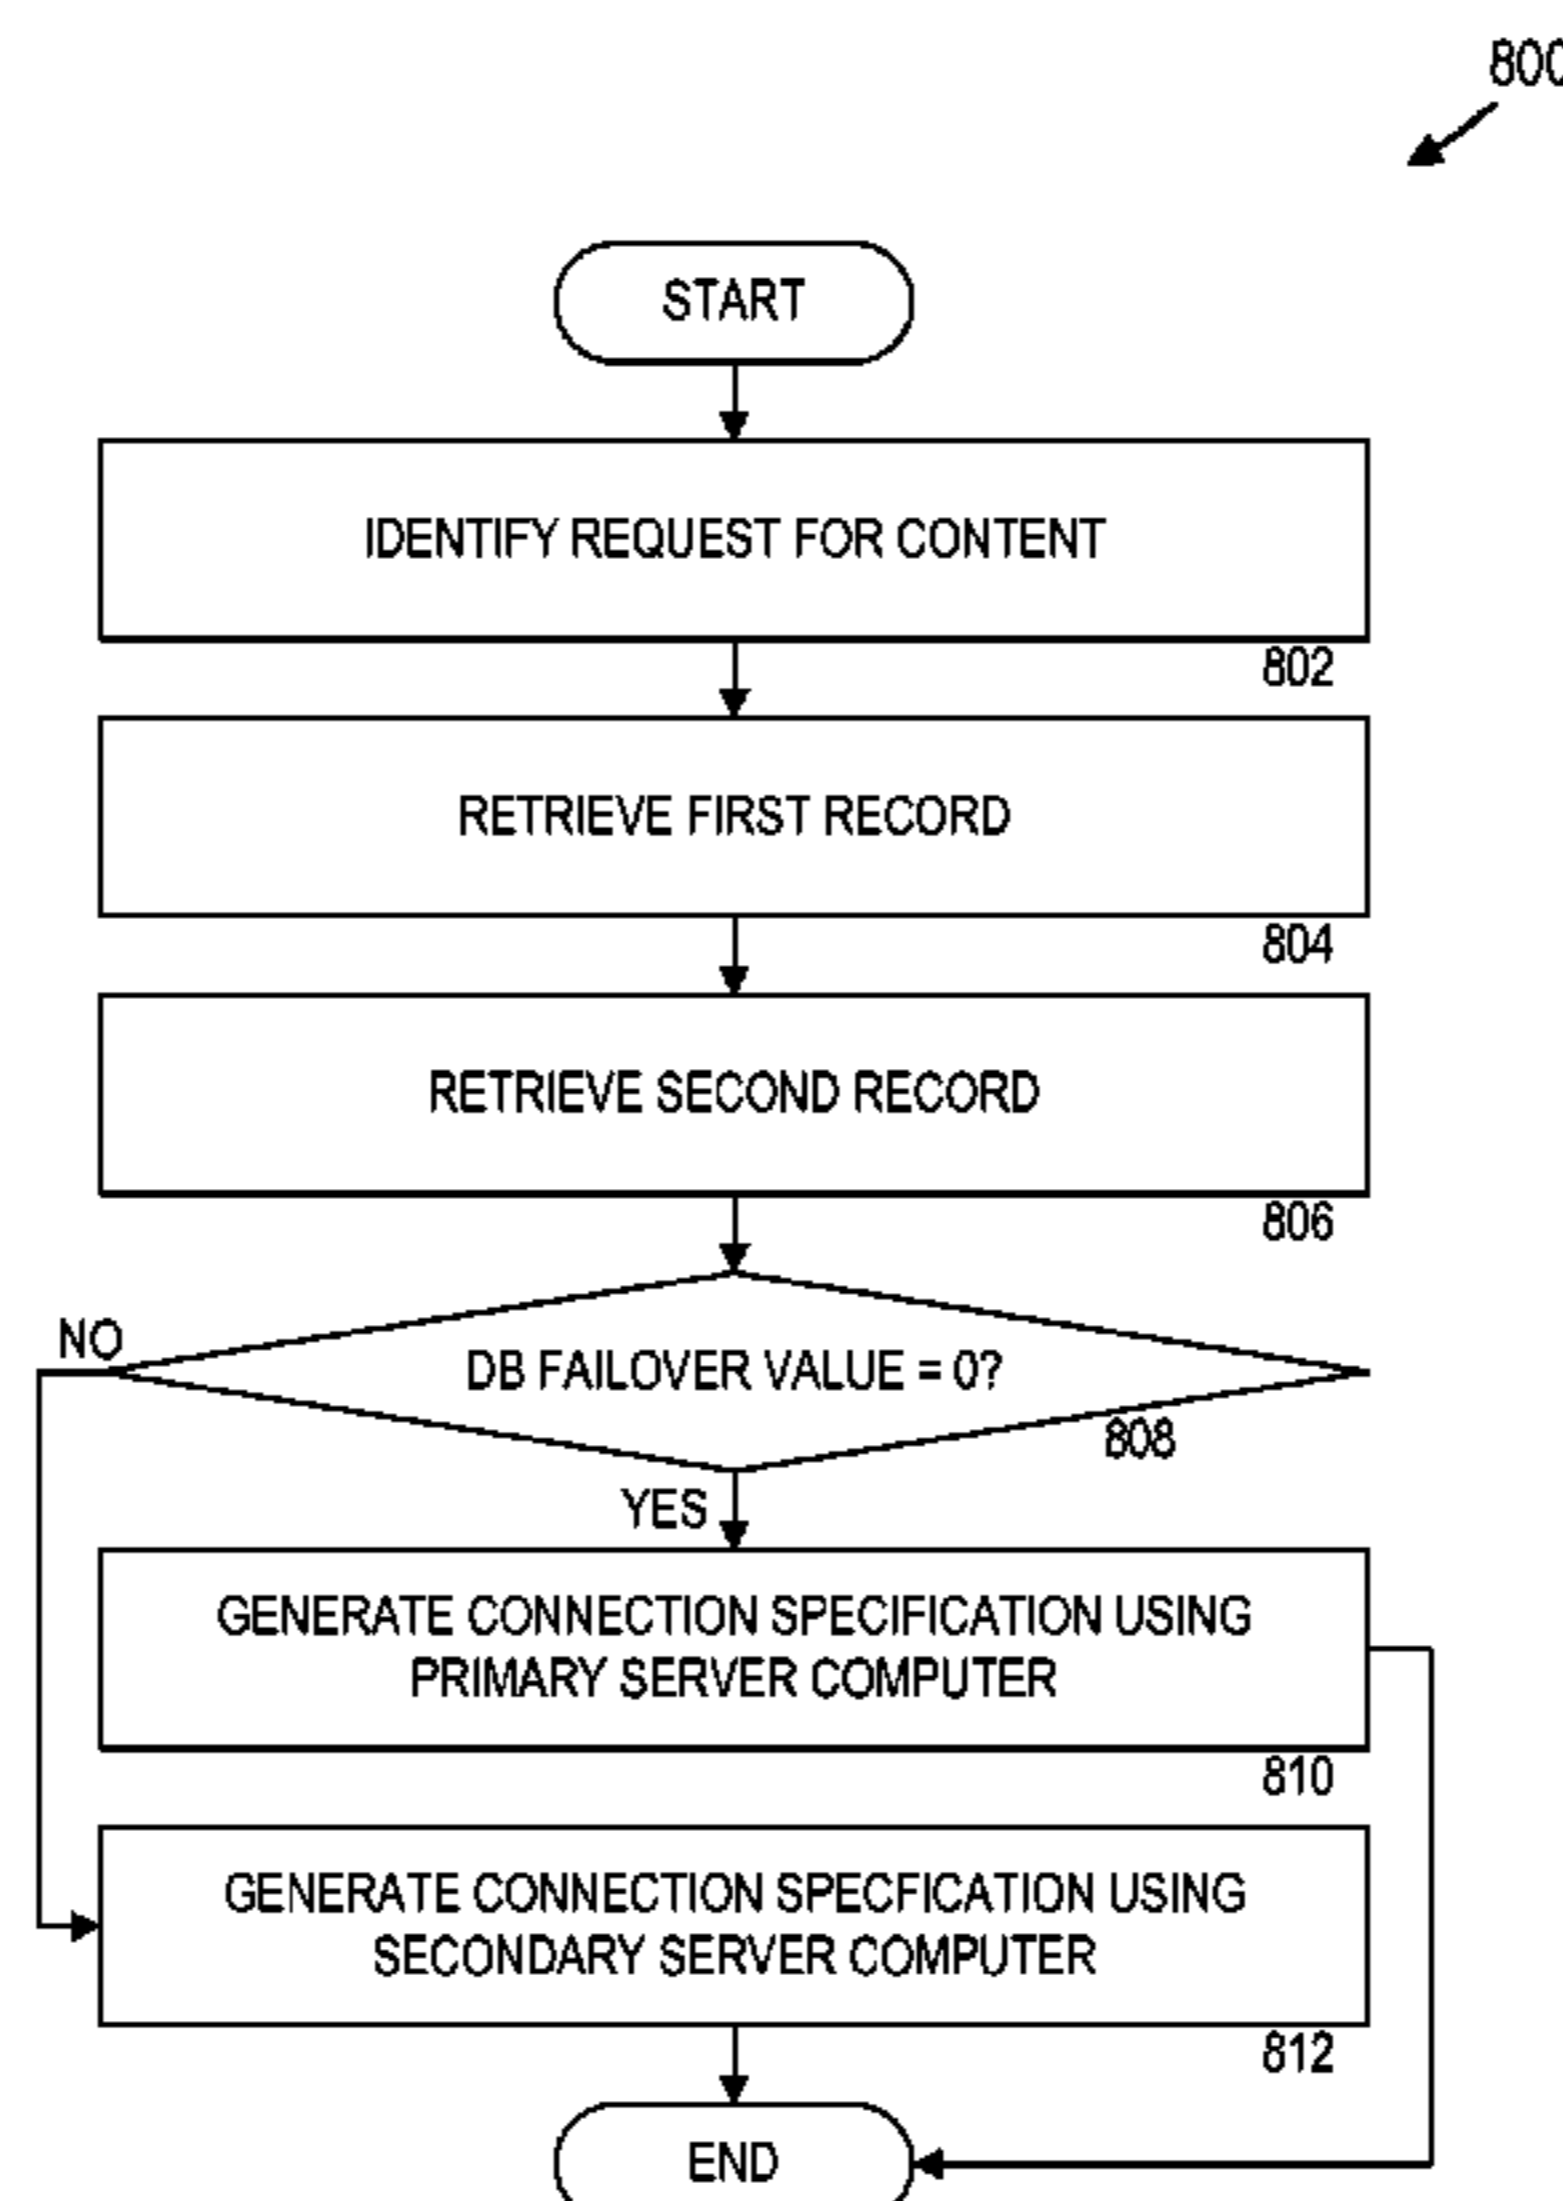 800
START
IDENTIFY REQUEST FOR CONTENT
802
RETRIEVE FIRST RECORD
804
RETRIEVE SECOND RECORD
806
NO
DB FAILOVER VALUE = 0?
808
YES
GENERATE CONNECTION SPECIFICATION USING
PRIMARY SERVER COMPUTER
810
GENERATE CONNECTION SPECFICATION USING
SECONDARY SERVER COMPUTER
812
END